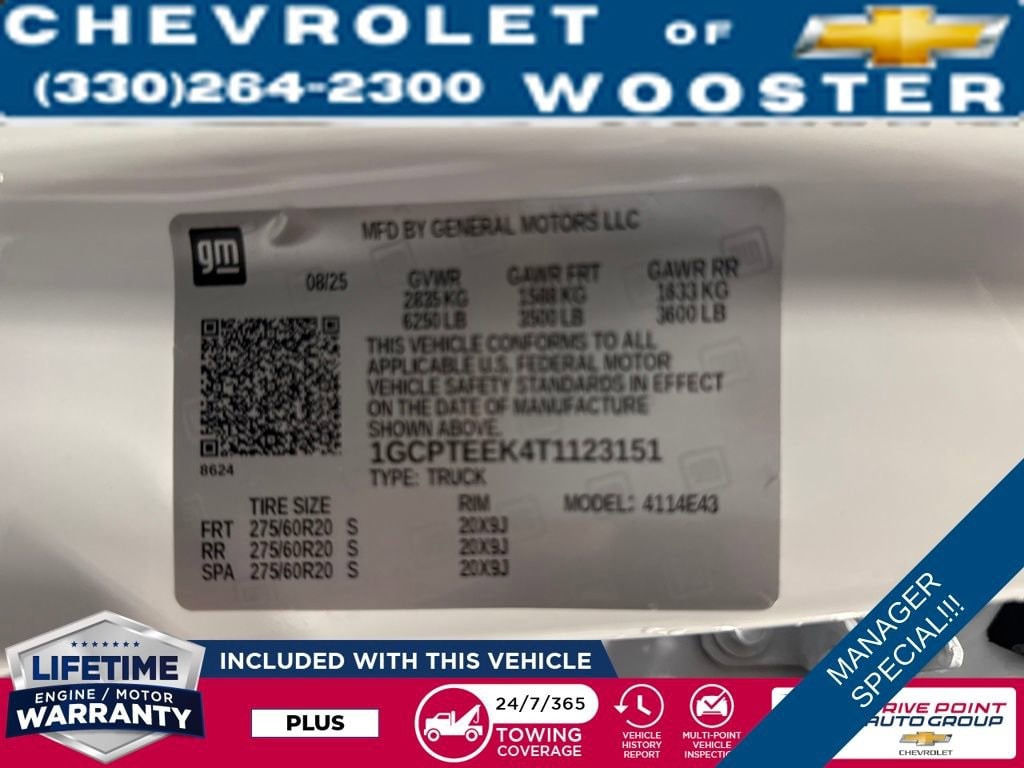 CHEVROLET OF
(330)264-2300 WOOSTER
gm
MFD BY GENERAL MOTORS LLC
08/25 GVWR GAWR FRT GAWR RR
2835 KG 1588 KG 1633 KG
6250 LB 3500 LB 3600 LB
THIS VEHICLE CONFORMS TO ALL
APPLICABLE U.S. FEDERAL MOTOR
VEHICLE SAFETY STANDARDS IN EFFECT
ON THE DATE OF MANUFACTURE
SHOWN ABOVE.
1GCPTEEK4T1123151
8624
TYPE: TRUCK
TIRE SIZE RIM MODEL: 4114E43
FRT 275/60R20 S 20X9J
RR 275/60R20 S 20X9J
SPA 275/60R20 S 20X9J
MANAGER
SPECIAL!!!
LIFETIME
ENGINE / MOTOR
WARRANTY
INCLUDED WITH THIS VEHICLE
PLUS
24/7/365
TOWING
COVERAGE
VEHICLE
HISTORY
REPORT
MULTI-POINT
VEHICLE
DRIVE POINT
AUTO GROUP
CHEVROLET